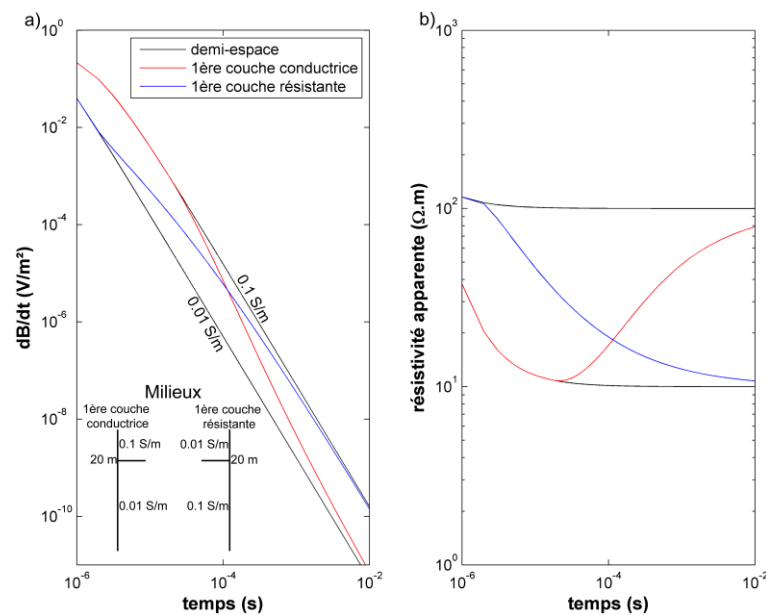 a)
10^0
10^-2
10^-4
10^-6
10^-8
10^-10
dB/dt (V/m²)
demi-espace
1ère couche conductrice
1ère couche résistante
0.1 S/m
0.01 S/m
Milieux
1ère couche conductrice
0.1 S/m
20 m
0.01 S/m
1ère couche résistante
0.01 S/m
20 m
0.1 S/m
10^-6
10^-4
10^-2
temps (s)
b)
10^3
10^2
10^1
10^0
résistivité apparente (Ω.m)
10^-6
10^-4
10^-2
temps (s)